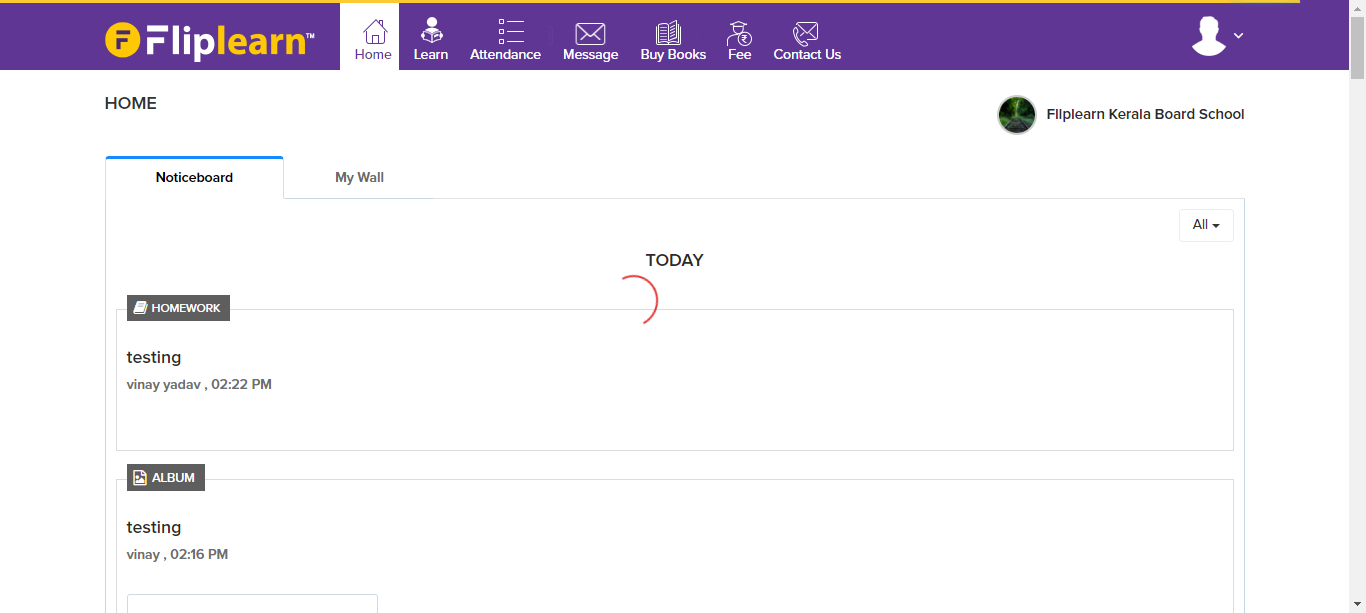 Fliplearn™
Home
Learn
Attendance
Message
Buy Books
Fee
Contact Us
HOME
Fliplearn Kerala Board School
Noticeboard
My Wall
All
TODAY
HOMEWORK
testing
vinay yadav , 02:22 PM
ALBUM
testing
vinay , 02:16 PM